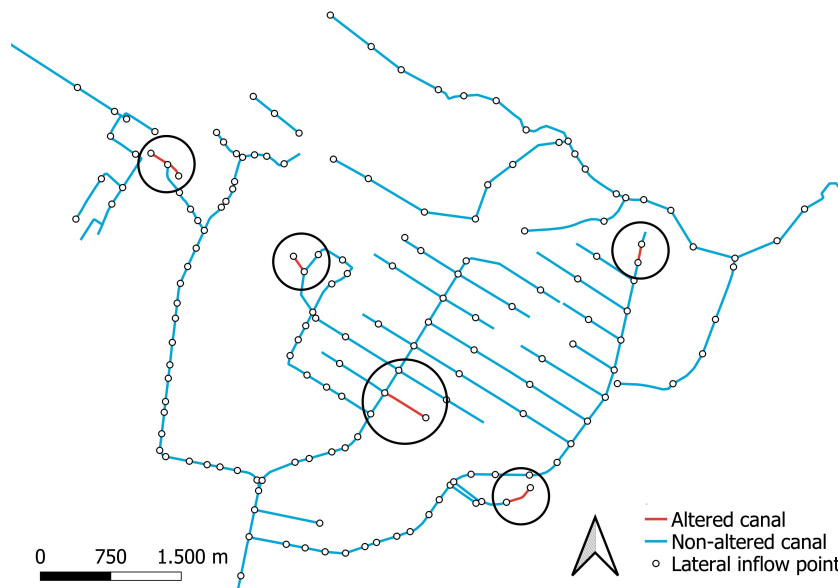 Altered canal
Non-altered canal
Lateral inflow point
0 750 1.500 m